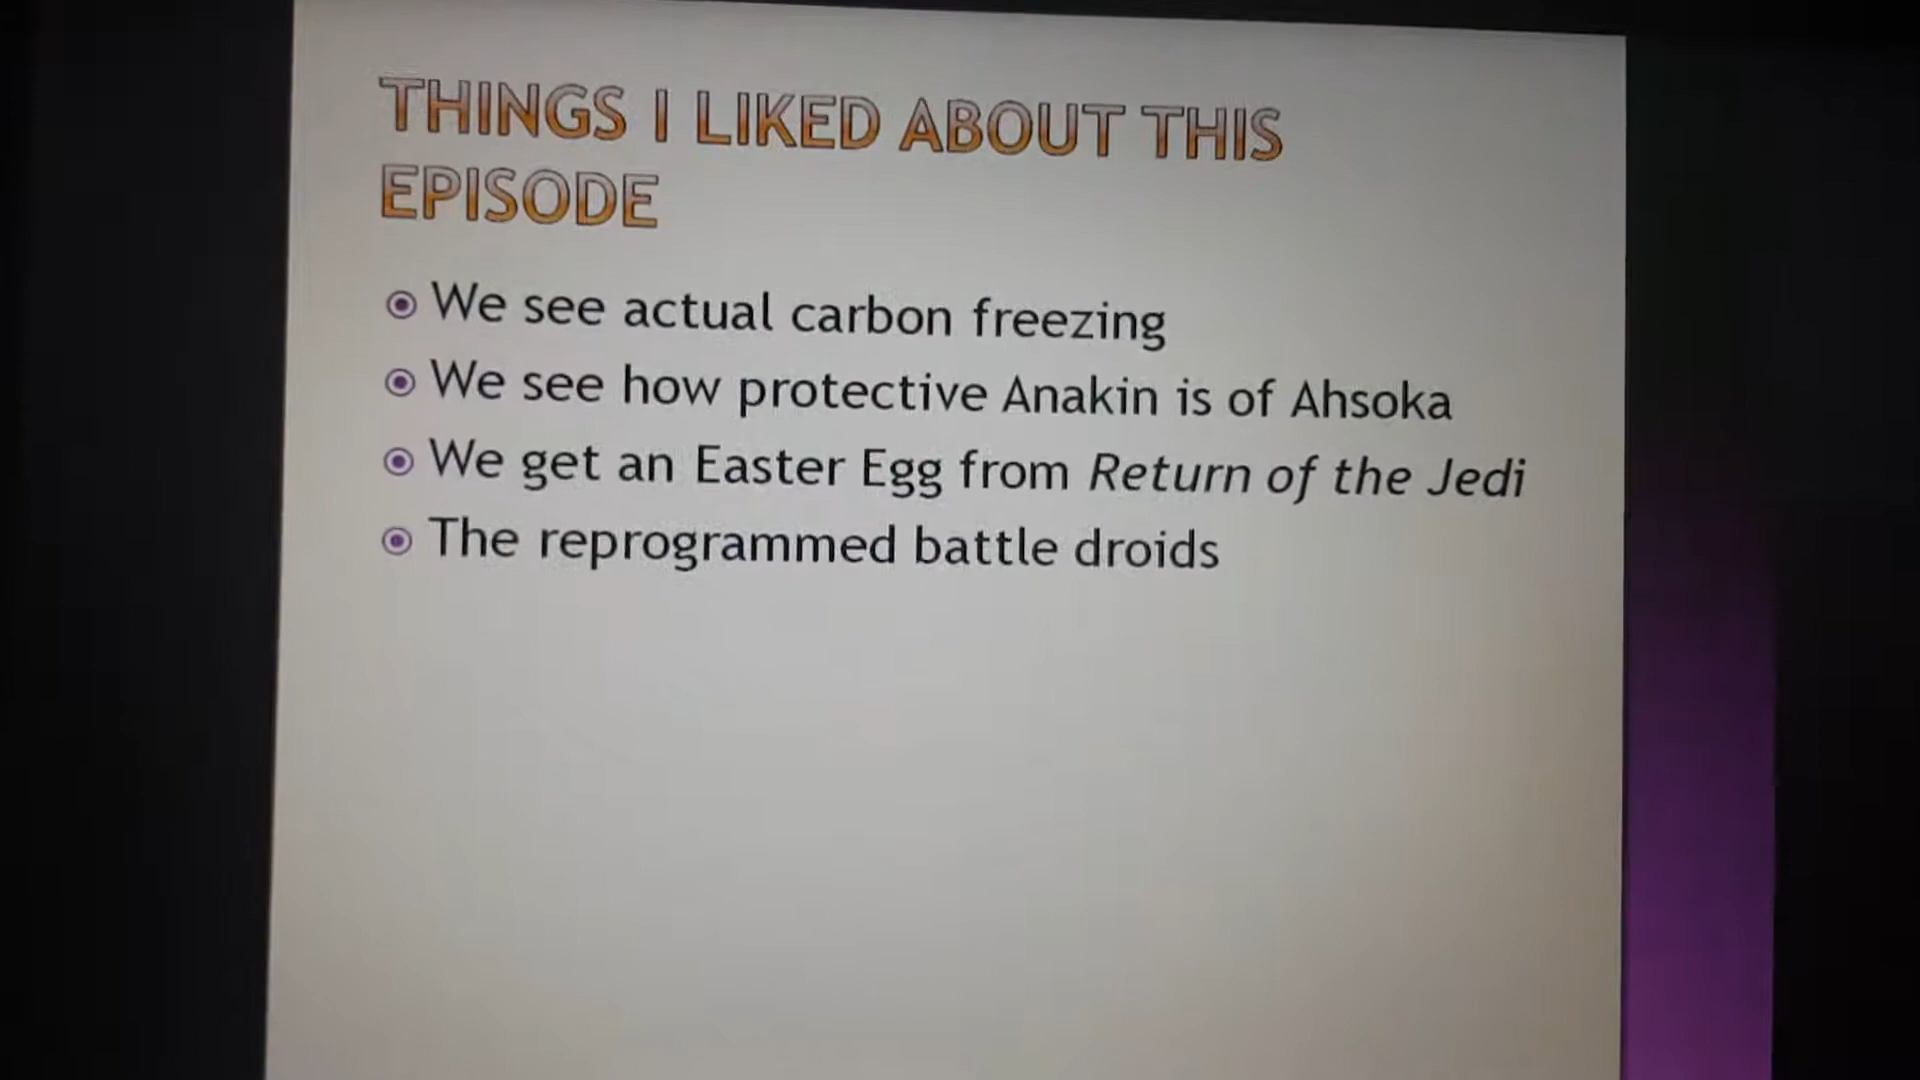 THINGS I LIKED ABOUT THIS
EPISODE
We see actual carbon freezing
We see how protective Anakin is of Ahsoka
We get an Easter Egg from Return of the Jedi
The reprogrammed battle droids